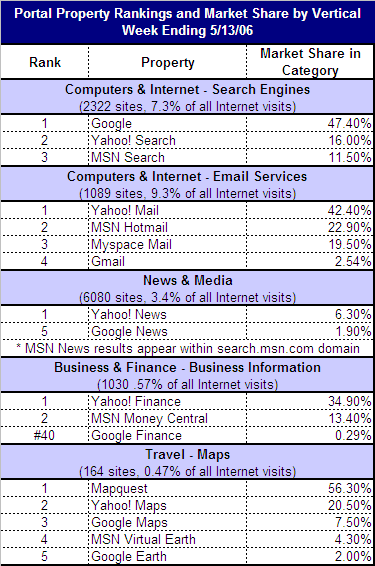 Portal Property Rankings and Market Share by Vertical
Week Ending 5/13/06
Rank Property Market Share in Category
Computers & Internet - Search Engines
(2322 sites, 7.3% of all Internet visits)
1 Google 47.40%
2 Yahoo! Search 16.00%
3 MSN Search 11.50%
Computers & Internet - Email Services
(1089 sites, 9.3% of all Internet visits)
1 Yahoo! Mail 42.40%
2 MSN Hotmail 22.90%
3 Myspace Mail 19.50%
4 Gmail 2.54%
News & Media
(6080 sites, 3.4% of all Internet visits)
1 Yahoo! News 6.30%
5 Google News 1.90%
* MSN News results appear within search.msn.com domain
Business & Finance - Business Information
(1030 .57% of all Internet visits)
1 Yahoo! Finance 34.90%
2 MSN Money Central 13.40%
#40 Google Finance 0.29%
Travel - Maps
(164 sites, 0.47% of all Internet visits)
1 Mapquest 56.30%
2 Yahoo! Maps 20.50%
3 Google Maps 7.50%
4 MSN Virtual Earth 4.30%
5 Google Earth 2.00%